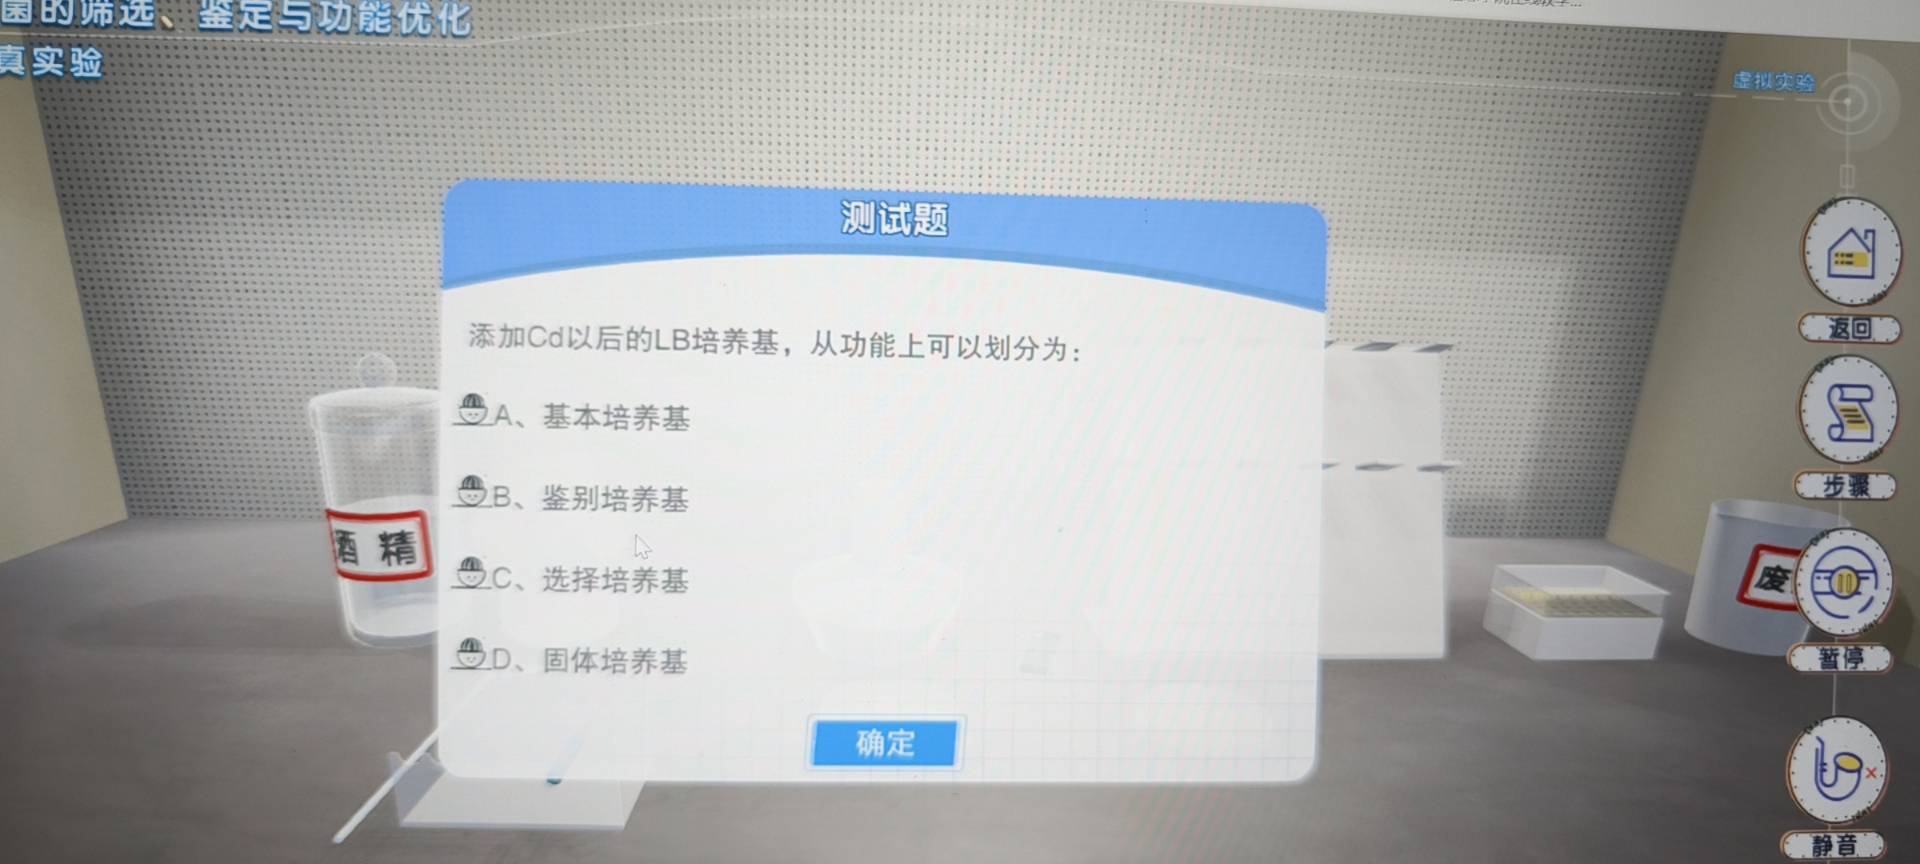 菌的筛选、鉴定与功能优化
真实验
虚拟实验
测试题
添加Cd以后的LB培养基，从功能上可以划分为：
A、基本培养基
B、鉴别培养基
C、选择培养基
D、固体培养基
确定
酒 精
废
返回
步骤
暂停
静音